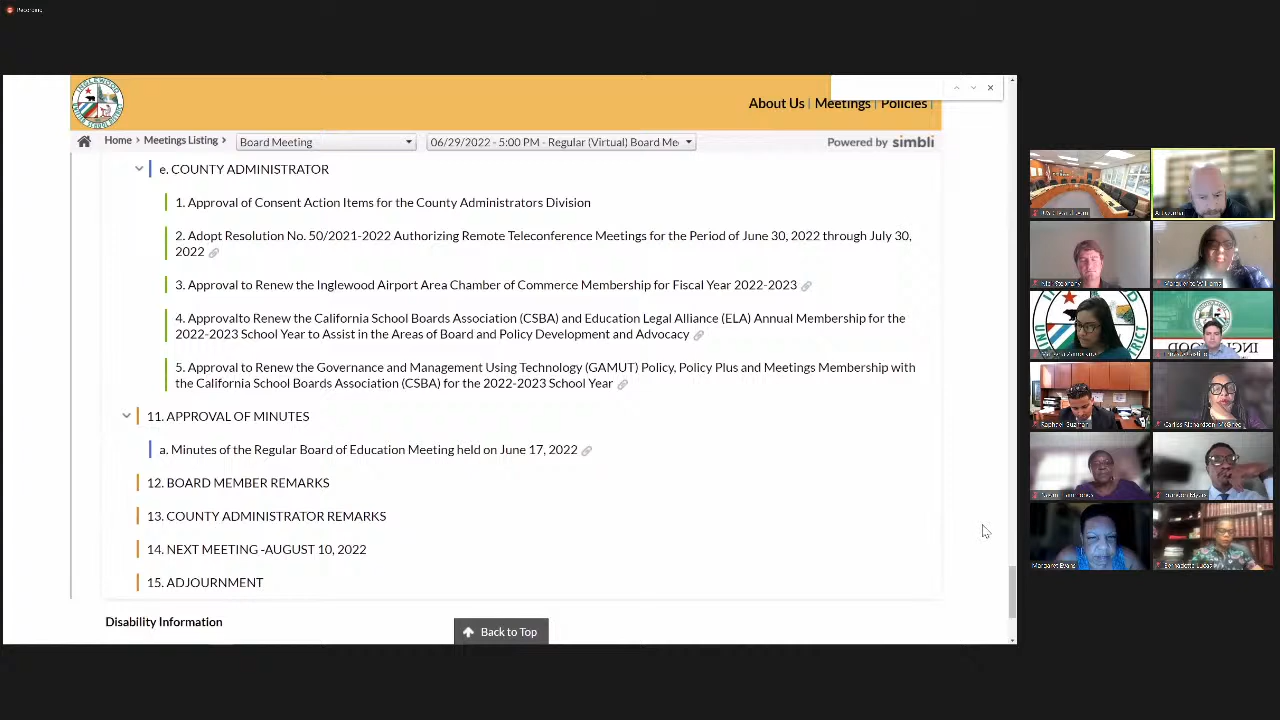 Recording
About Us | Meetings | Policies |
Home > Meetings Listing >
Board Meeting
06/29/2022 - 5:00 PM - Regular (Virtual) Board Me
Powered by simbli
e. COUNTY ADMINISTRATOR
1. Approval of Consent Action Items for the County Administrators Division
2. Adopt Resolution No. 50/2021-2022 Authorizing Remote Teleconference Meetings for the Period of June 30, 2022 through July 30,
2022
3. Approval to Renew the Inglewood Airport Area Chamber of Commerce Membership for Fiscal Year 2022-2023
4. Approvalto Renew the California School Boards Association (CSBA) and Education Legal Alliance (ELA) Annual Membership for the
2022-2023 School Year to Assist in the Areas of Board and Policy Development and Advocacy
5. Approval to Renew the Governance and Management Using Technology (GAMUT) Policy, Policy Plus and Meetings Membership with
the California School Boards Association (CSBA) for the 2022-2023 School Year
11. APPROVAL OF MINUTES
a. Minutes of the Regular Board of Education Meeting held on June 17, 2022
12. BOARD MEMBER REMARKS
13. COUNTY ADMINISTRATOR REMARKS
14. NEXT MEETING -AUGUST 10, 2022
15. ADJOURNMENT
Disability Information
Back to Top
Marguerite Williams
Raphael Guzman
Margaret Evans
Bernadette Lucas